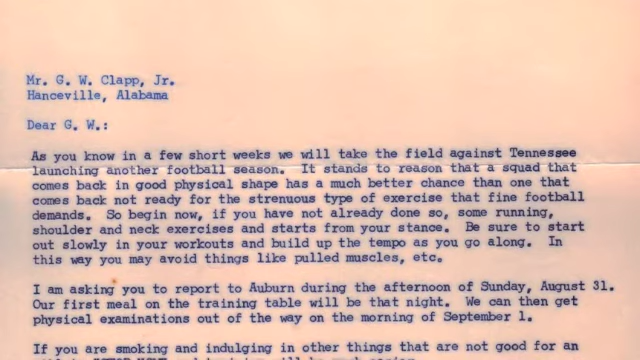 Mr. G. W. Clapp, Jr.
Hanceville, Alabama
Dear G. W.:
As you know in a few short weeks we will take the field against Tennessee
launching another football season. It stands to reason that a squad that
comes back in good physical shape has a much better chance than one that
comes back not ready for the strenuous type of exercise that fine football
demands. So begin now, if you have not already done so, some running,
shoulder and neck exercises and starts from your stance. Be sure to start
out slowly in your workouts and build up the tempo as you go along. In
this way you may avoid things like pulled muscles, etc.
I am asking you to report to Auburn during the afternoon of Sunday, August 31.
Our first meal on the training table will be that night. We can then get
physical examinations out of the way on the morning of September 1.
If you are smoking and indulging in other things that are not good for an